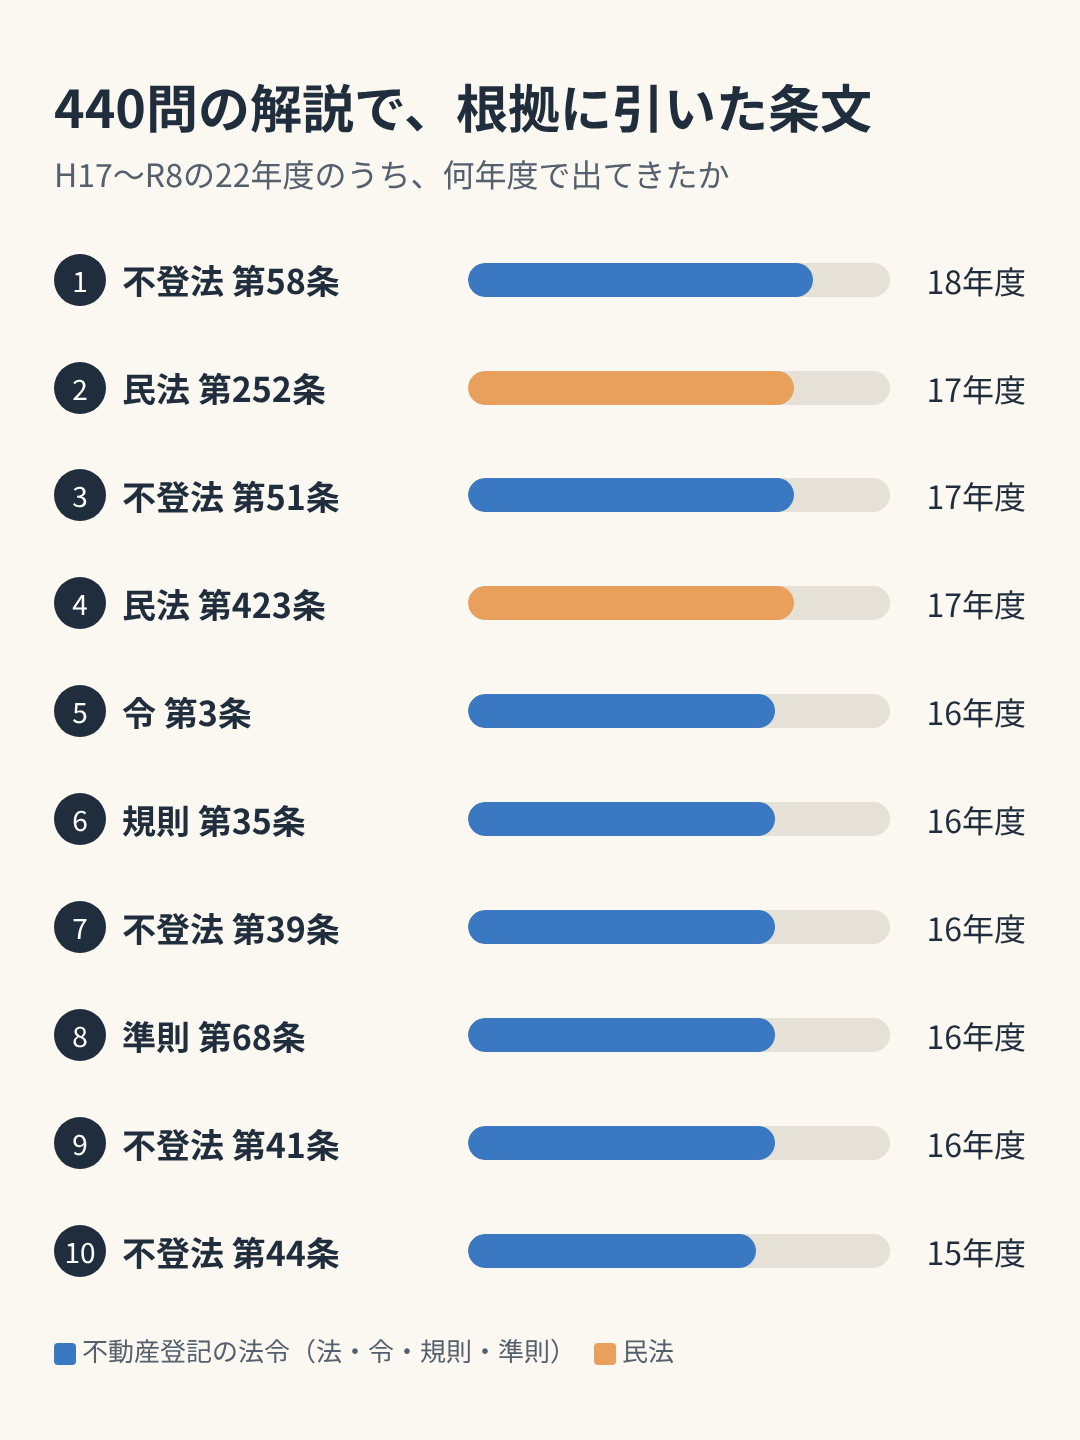 440問の解説で、根拠に引いた条文
H17〜R8の22年度のうち、何年度で出てきたか
1 不登法 第58条 18年度
2 民法 第252条 17年度
3 不登法 第51条 17年度
4 民法 第423条 17年度
5 令 第3条 16年度
6 規則 第35条 16年度
7 不登法 第39条 16年度
8 準則 第68条 16年度
9 不登法 第41条 16年度
10 不登法 第44条 15年度
不動産登記の法令（法・令・規則・準則） 民法